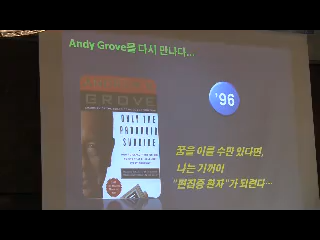 Andy Grove을 다시 만나다...
GROVE
ONLY THE
PARANOID
SURVIVE
'96
꿈을 이룰 수만 있다면,
나는 기꺼이
"편집증 환자"가 되련다…